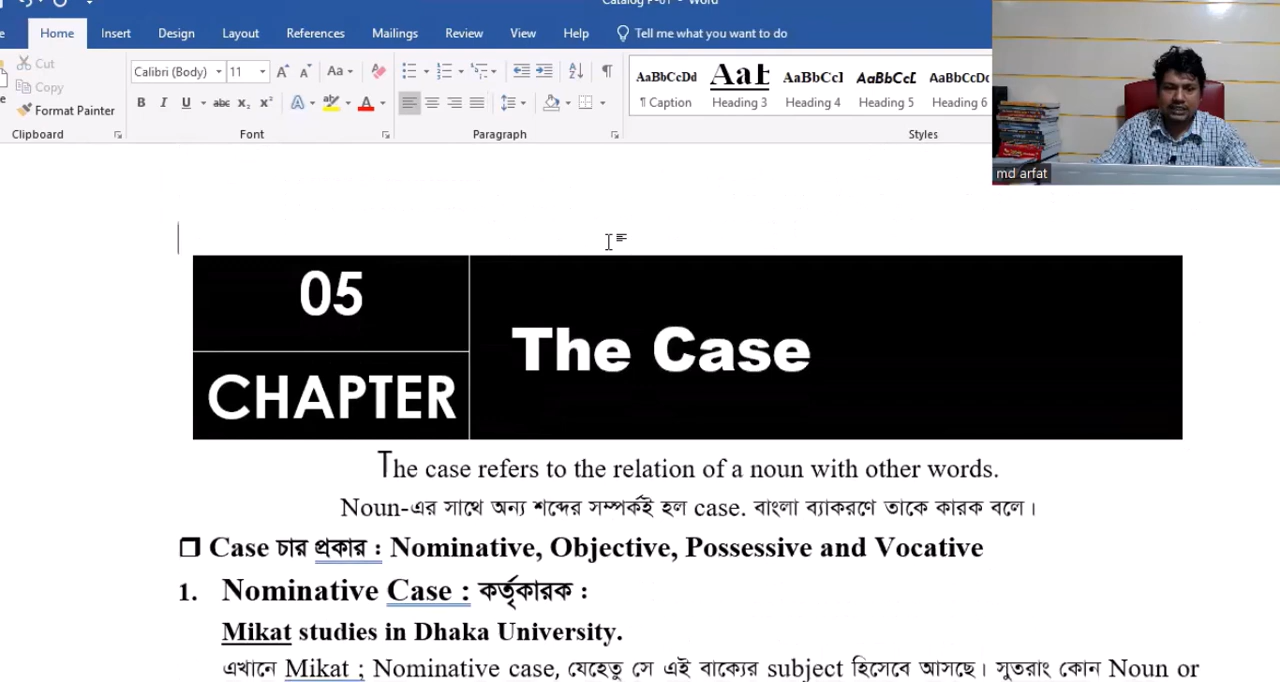 Home Insert Design Layout References Mailings Review View Help Tell me what you want to do
Cut
Copy
Format Painter
Calibri (Body) 11
Clipboard Font Paragraph Styles
AaBbCcDd AaB AaBbCcI AaBbCcD AaBbCcDc
¶ Caption Heading 3 Heading 4 Heading 5 Heading 6
md arfat
05
CHAPTER
The Case
The case refers to the relation of a noun with other words.
Noun-এর সাথে অন্য শব্দের সম্পর্কই হল case. বাংলা ব্যাকরণে তাকে কারক বলে।
❒ Case চার প্রকার : Nominative, Objective, Possessive and Vocative
1. Nominative Case : কর্তৃকারক :
Mikat studies in Dhaka University.
এখানে Mikat ; Nominative case, যেহেতু সে এই বাক্যের subject হিসেবে আসছে। সুতরাং কোন Noun or